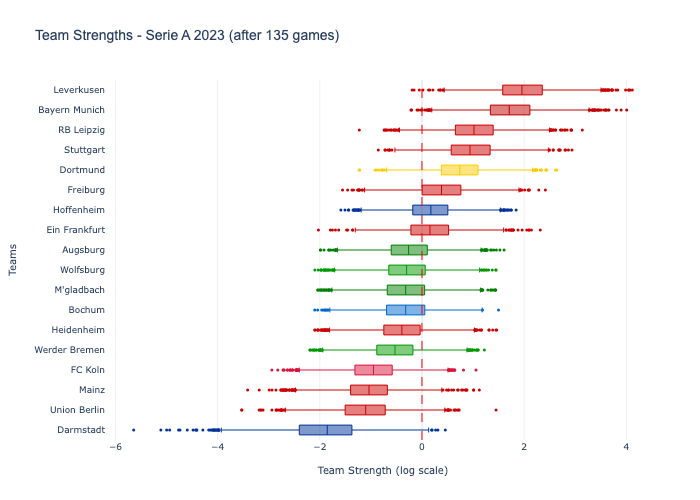 Team Strengths - Serie A 2023 (after 135 games)
Leverkusen
Bayern Munich
RB Leipzig
Stuttgart
Dortmund
Freiburg
Hoffenheim
Ein Frankfurt
Augsburg
Wolfsburg
M'gladbach
Bochum
Heidenheim
Werder Bremen
FC Koln
Mainz
Union Berlin
Darmstadt
Teams
−6 −4 −2 0 2 4
Team Strength (log scale)